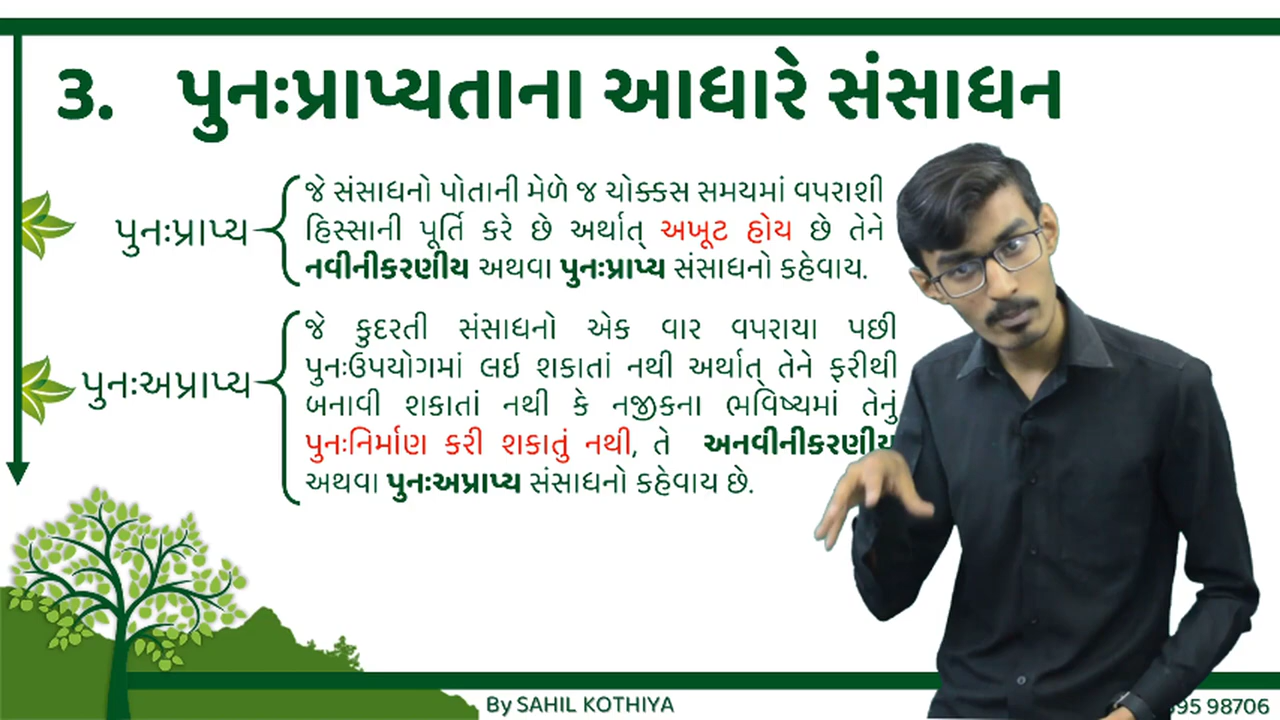 ૩. પુનઃપ્રાપ્યતાના આધારે સંસાધન
પુનઃપ્રાપ્ય
જે સંસાધનો પોતાની મેળે જ ચોક્કસ સમયમાં વપરાશી
હિસ્સાની પૂર્તિ કરે છે અર્થાત્ અખૂટ હોય છે તેને
નવીનીકરણીય અથવા પુનઃપ્રાપ્ય સંસાધનો કહેવાય.
પુનઃઅપ્રાપ્ય
જે કુદરતી સંસાધનો એક વાર વપરાયા પછી
પુનઃઉપયોગમાં લઇ શકાતાં નથી અર્થાત્ તેને ફરીથી
બનાવી શકાતાં નથી કે નજીકના ભવિષ્યમાં તેનું
પુનઃનિર્માણ કરી શકાતું નથી, તે અનવીનીકરણીય
અથવા પુનઃઅપ્રાપ્ય સંસાધનો કહેવાય છે.
By SAHIL KOTHIYA
95 98706